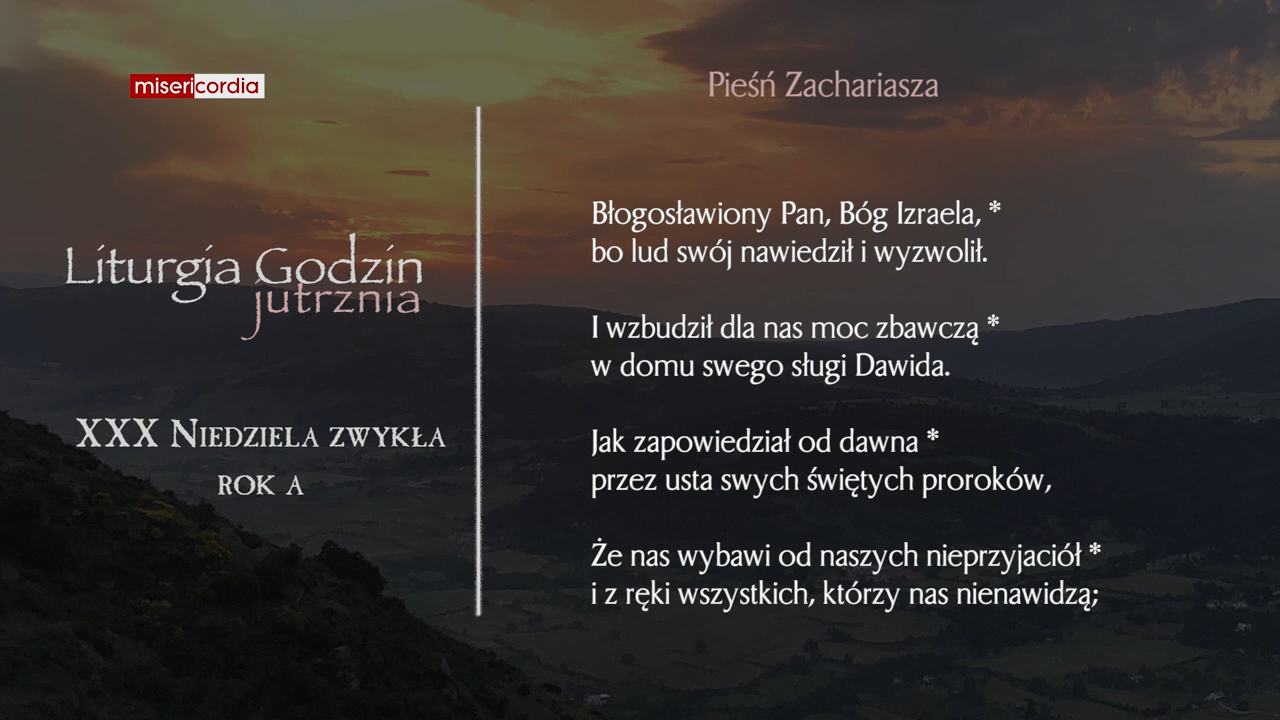 misericordia
Liturgia Godzin
jutrznia
XXX Niedziela zwykła
rok A
Pieśń Zachariasza
Błogosławiony Pan, Bóg Izraela, *
bo lud swój nawiedził i wyzwolił.
I wzbudził dla nas moc zbawczą *
w domu swego sługi Dawida.
Jak zapowiedział od dawna *
przez usta swych świętych proroków,
Że nas wybawi od naszych nieprzyjaciół *
i z ręki wszystkich, którzy nas nienawidzą;